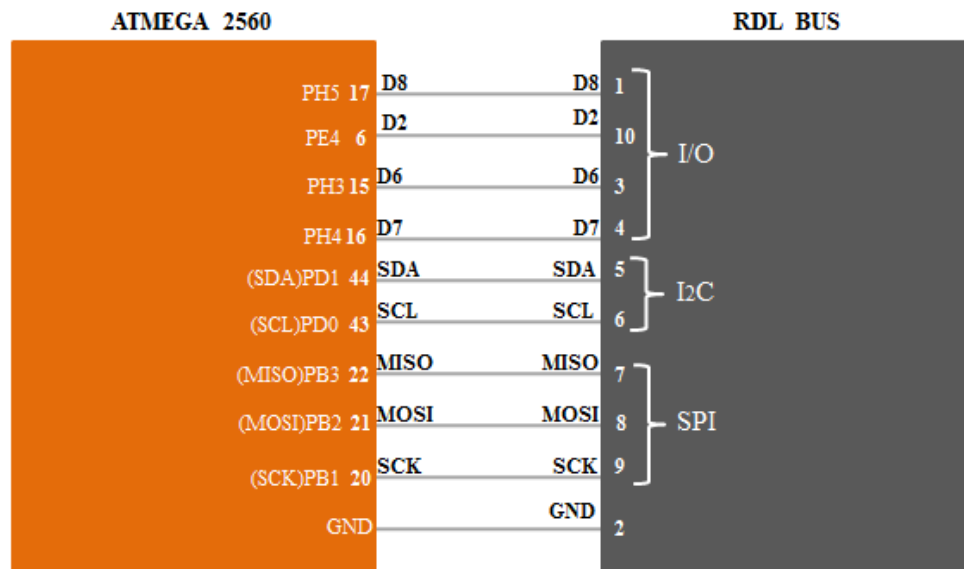 ATMEGA 2560 RDL BUS
PH5 17 D8 D8 1
PE4 6 D2 D2 10
I/O
PH3 15 D6 D6 3
PH4 16 D7 D7 4
(SDA)PD1 44 SDA SDA 5
I2C
(SCL)PD0 43 SCL SCL 6
(MISO)PB3 22 MISO MISO 7
(MOSI)PB2 21 MOSI MOSI 8 SPI
(SCK)PB1 20 SCK SCK 9
GND GND 2